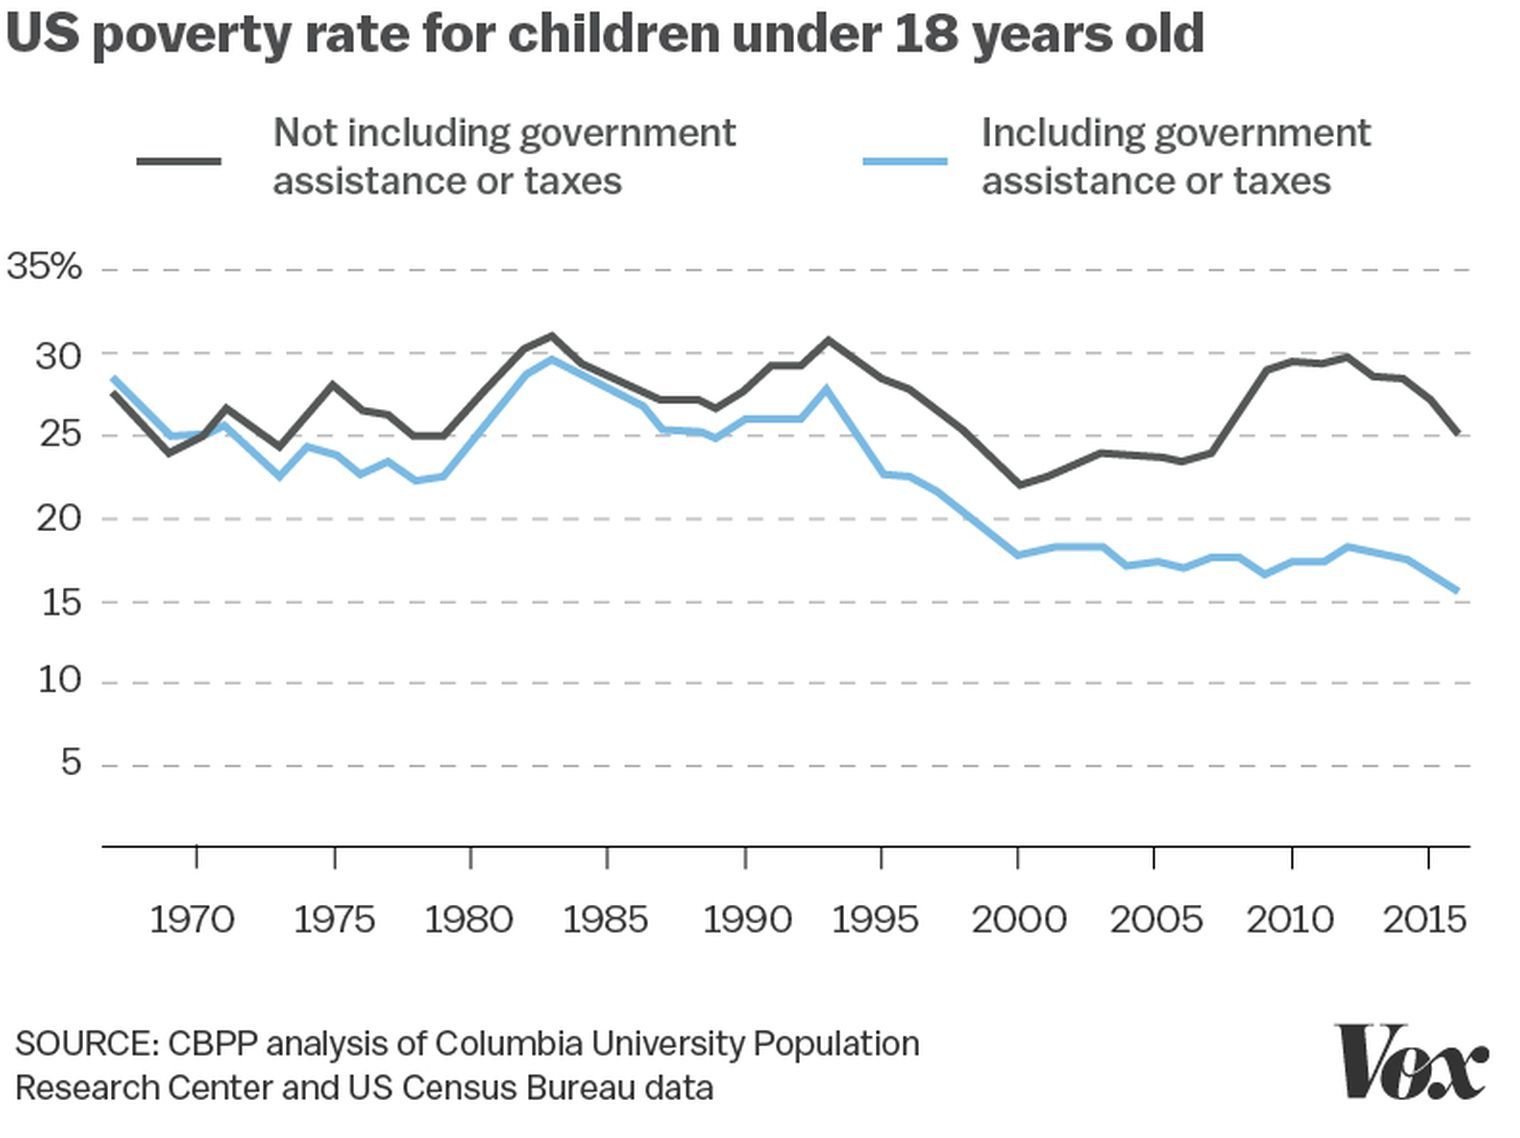 US poverty rate for children under 18 years old
Not including government
assistance or taxes
Including government
assistance or taxes
35%
30
25
20
15
10
5
1970 1975 1980 1985 1990 1995 2000 2005 2010 2015
SOURCE: CBPP analysis of Columbia University Population
Research Center and US Census Bureau data
Vox